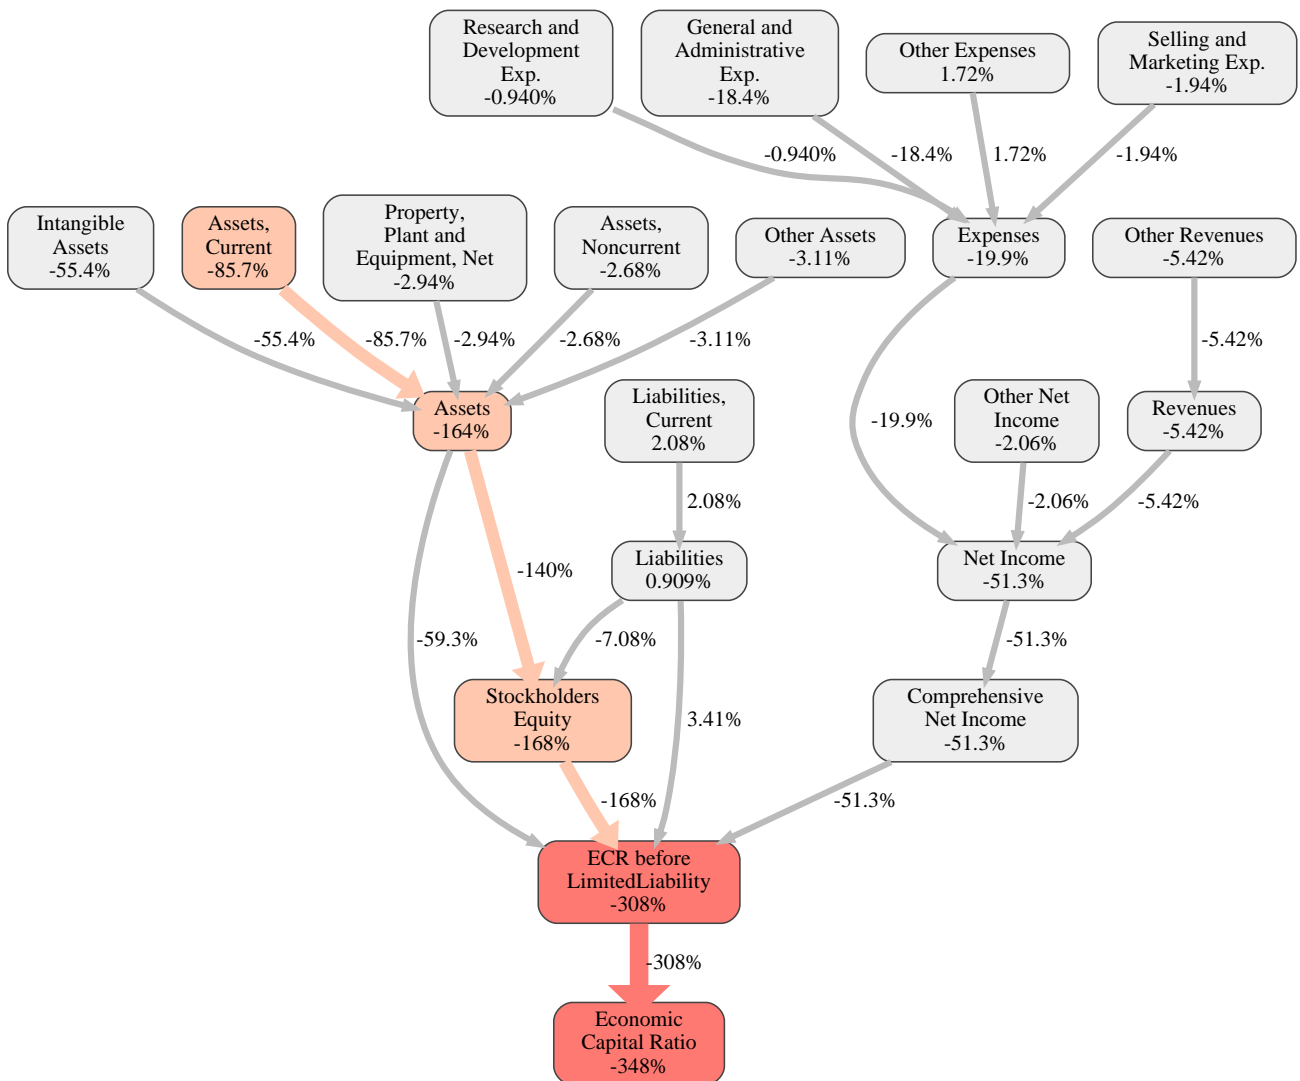 Research and
Development
Exp.
-0.940%
General and
Administrative
Exp.
-18.4%
Other Expenses
1.72%
Selling and
Marketing Exp.
-1.94%
-0.940%
-18.4%
1.72%
-1.94%
Intangible
Assets
-55.4%
Assets,
Current
-85.7%
Property,
Plant and
Equipment, Net
-2.94%
Assets,
Noncurrent
-2.68%
Other Assets
-3.11%
Expenses
-19.9%
Other Revenues
-5.42%
-55.4%
-85.7%
-2.94%
-2.68%
-3.11%
-5.42%
Assets
-164%
Liabilities,
Current
2.08%
-19.9%
Other Net
Income
-2.06%
Revenues
-5.42%
2.08%
-2.06%
-5.42%
-140%
Liabilities
0.909%
Net Income
-51.3%
-59.3%
-7.08%
-51.3%
Stockholders
Equity
-168%
3.41%
Comprehensive
Net Income
-51.3%
-168%
-51.3%
ECR before
LimitedLiability
-308%
-308%
Economic
Capital Ratio
-348%